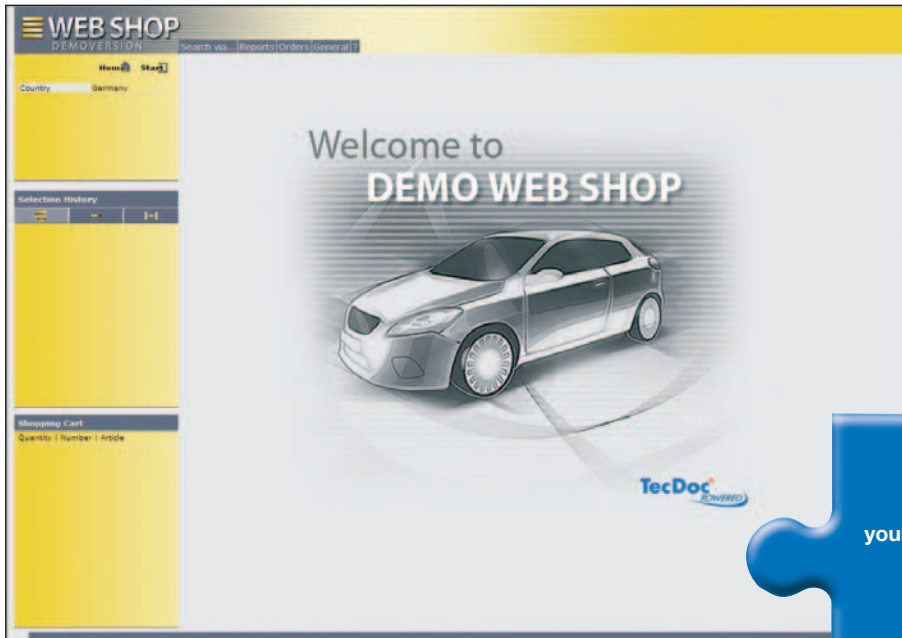 WEB SHOP
DEMOVERSION
Search via... Reports Orders General ?
Home Start
Country Germany
Selection History
Shopping Cart
Quantity | Number | Article
Welcome to
DEMO WEB SHOP
TecDoc
POWERED
you